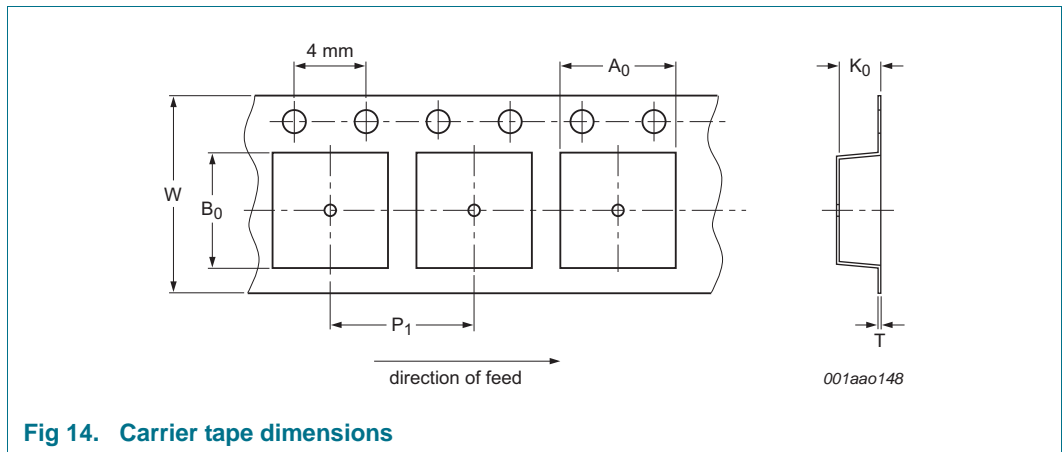 4 mm
A0
K0
W
B0
P1
T
direction of feed
001aao148
Fig 14. Carrier tape dimensions